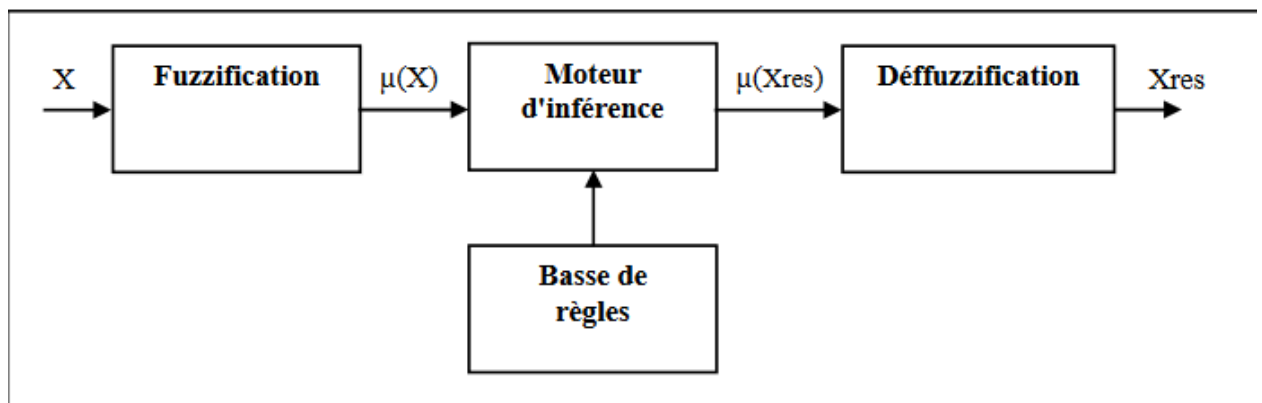 X
Fuzzification
μ(X)
Moteur
d'inférence
μ(Xres)
Déffuzzification
Xres
Basse de
règles